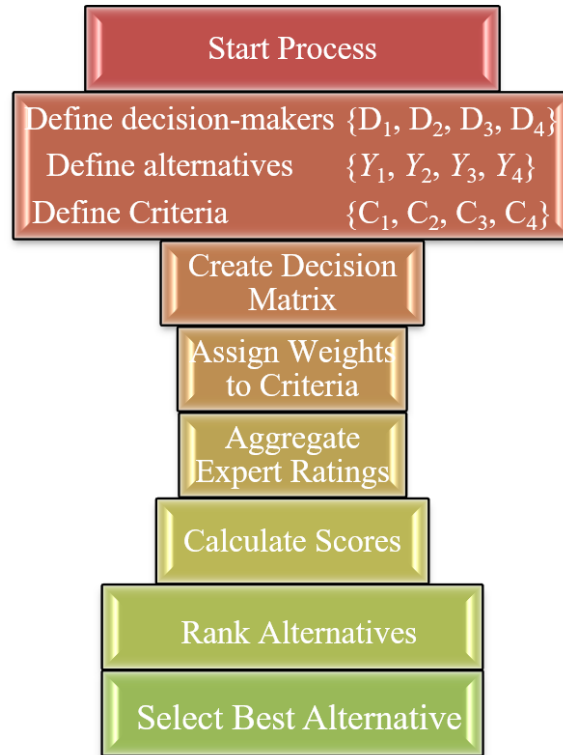 Start Process
Define decision-makers {D₁, D₂, D₃, D₄}
Define alternatives {Y₁, Y₂, Y₃, Y₄}
Define Criteria {C₁, C₂, C₃, C₄}
Create Decision
Matrix
Assign Weights
to Criteria
Aggregate
Expert Ratings
Calculate Scores
Rank Alternatives
Select Best Alternative